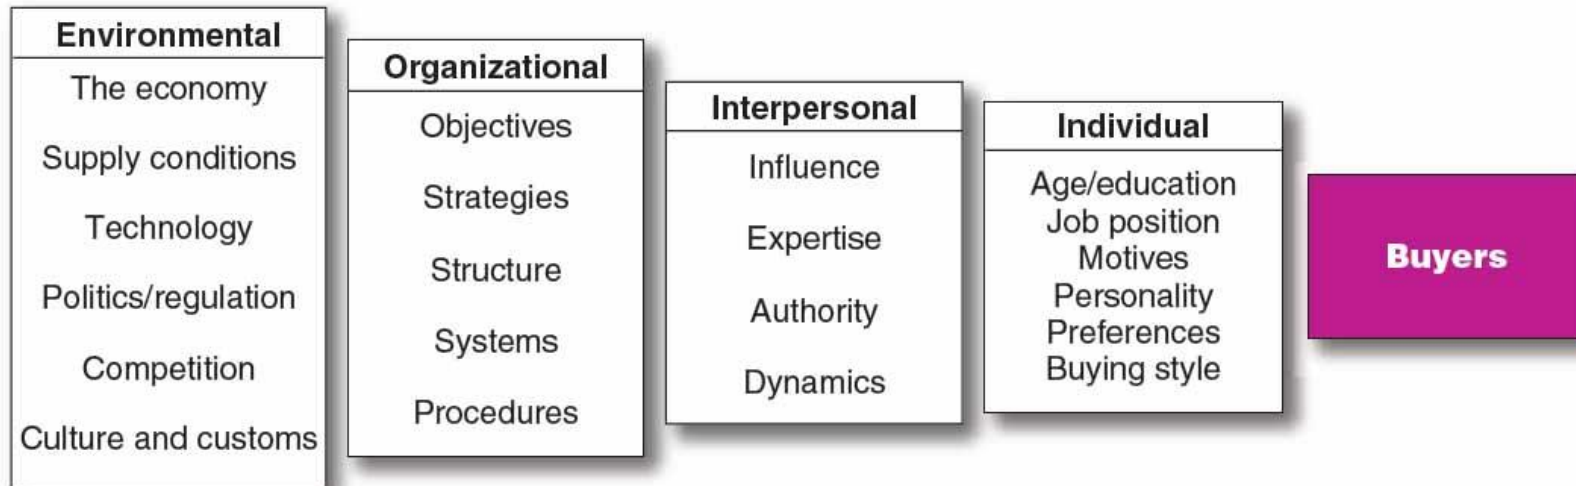 Environmental
The economy
Supply conditions
Technology
Politics/regulation
Competition
Culture and customs
Organizational
Objectives
Strategies
Structure
Systems
Procedures
Interpersonal
Influence
Expertise
Authority
Dynamics
Individual
Age/education
Job position
Motives
Personality
Preferences
Buying style
Buyers